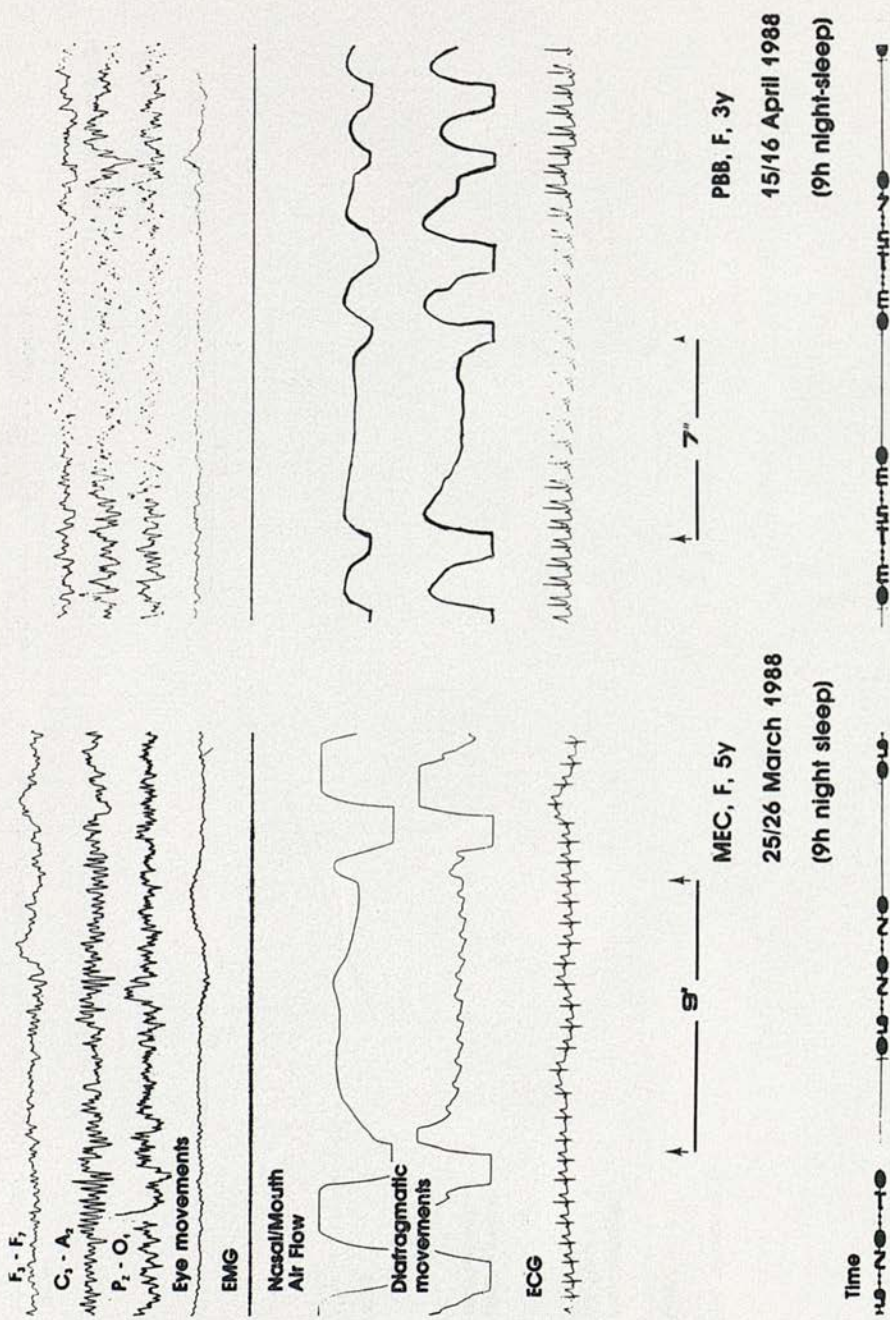 F₃ - F₇
C₃ - A₂
P₂ - O₁
Eye movements
EMG
Nasal/Mouth
Air Flow
Diafragmatic
movements
ECG
9"
MEC, F, 5y
25/26 March 1988
(9h night sleep)
7"
PBB, F, 3y
15/16 April 1988
(9h night-sleep)
Time